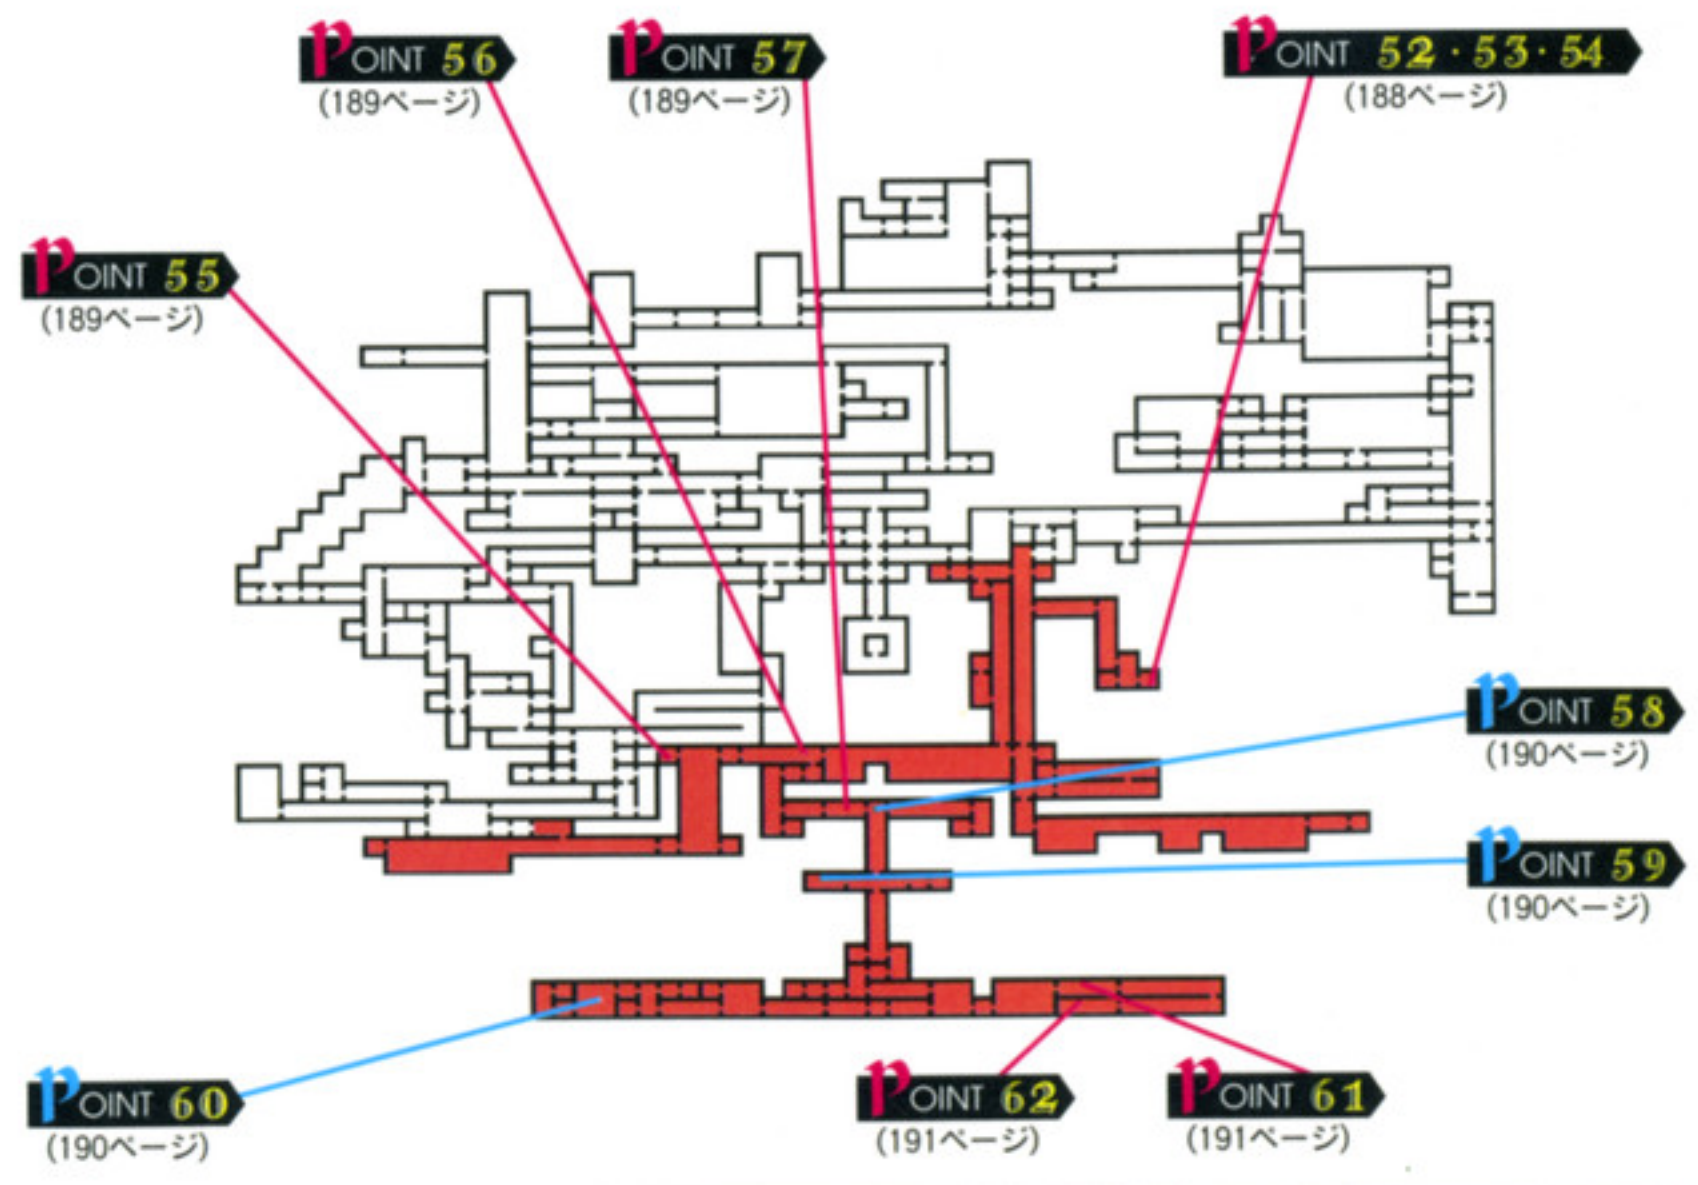 POINT 56
(189ページ)
POINT 57
(189ページ)
POINT 52・53・54
(188ページ)
POINT 55
(189ページ)
POINT 58
(190ページ)
POINT 59
(190ページ)
POINT 60
(190ページ)
POINT 62
(191ページ)
POINT 61
(191ページ)